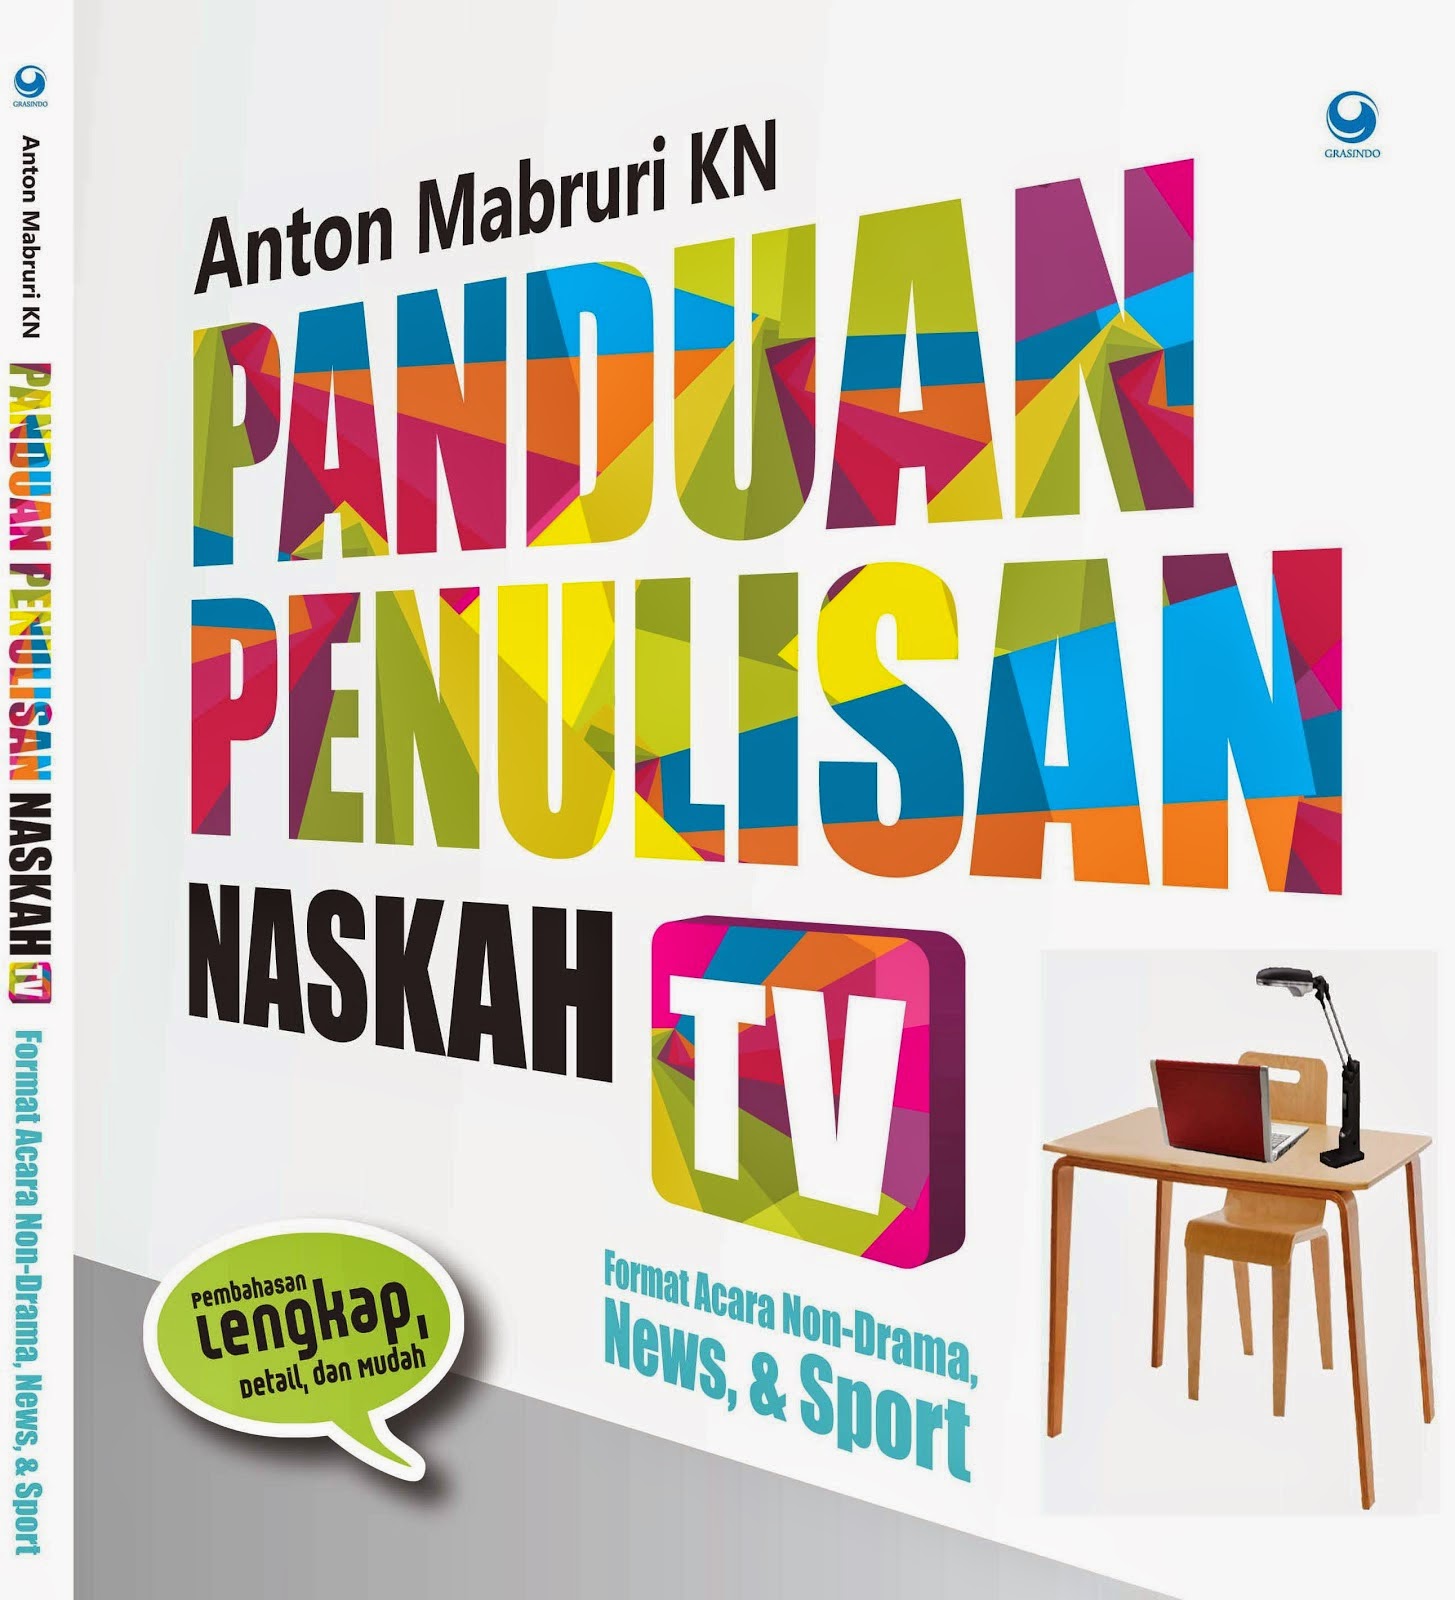 GRASINDO
Anton Mabruri KN
PANDUAN PENULISAN NASKAH TV
Format Acara Non-Drama, News, & Sport
GRASINDO
Anton Mabruri KN
PANDUAN
PENULISAN
NASKAH
TV
Format Acara Non-Drama,
News, & Sport
Pembahasan
Lengkap,
Detail, dan Mudah